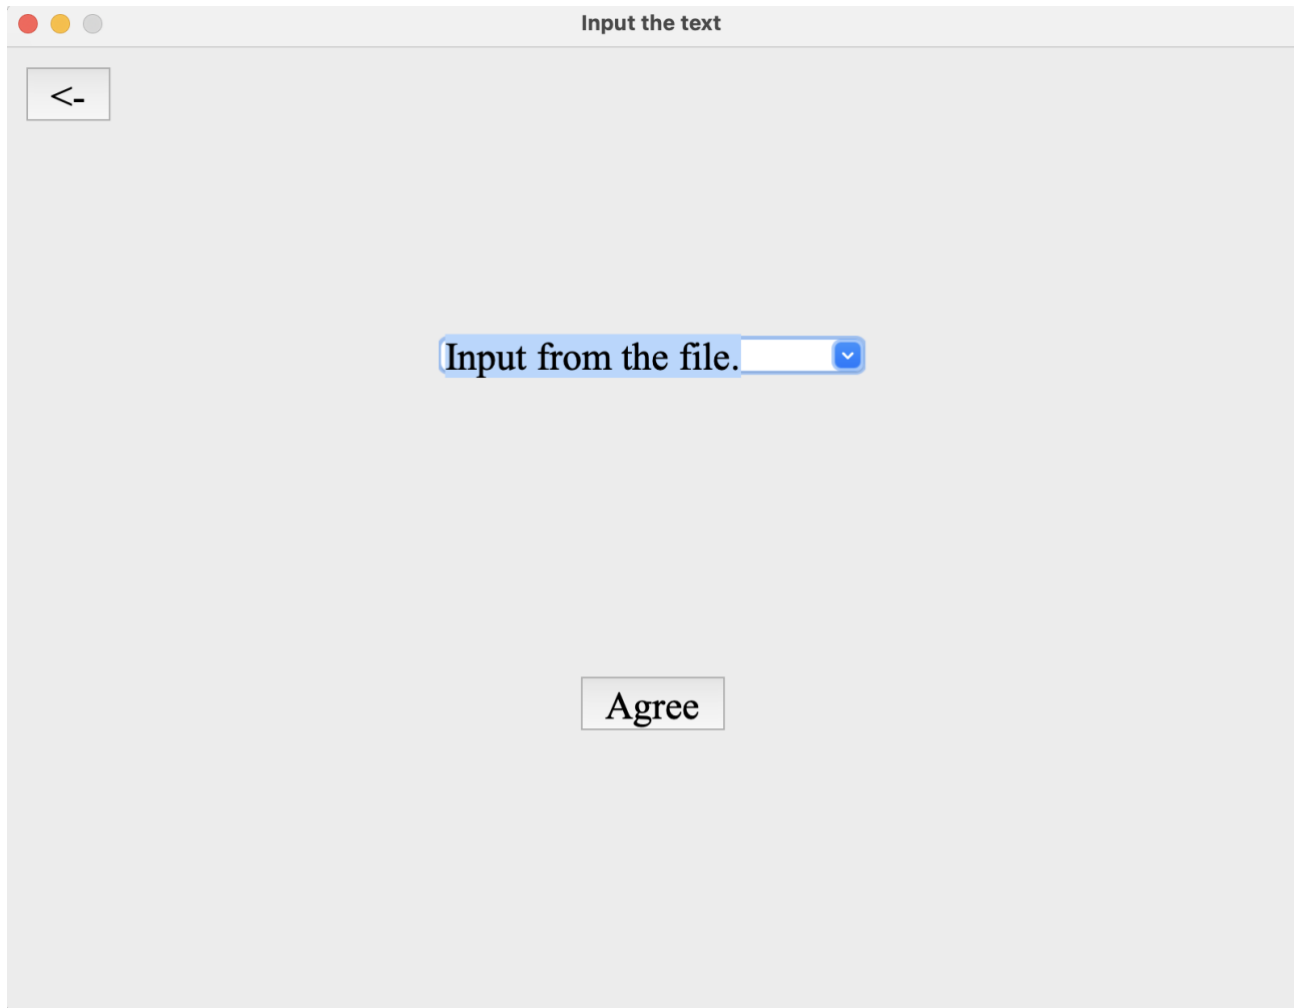 Input the text
<-
Input from the file.
Agree